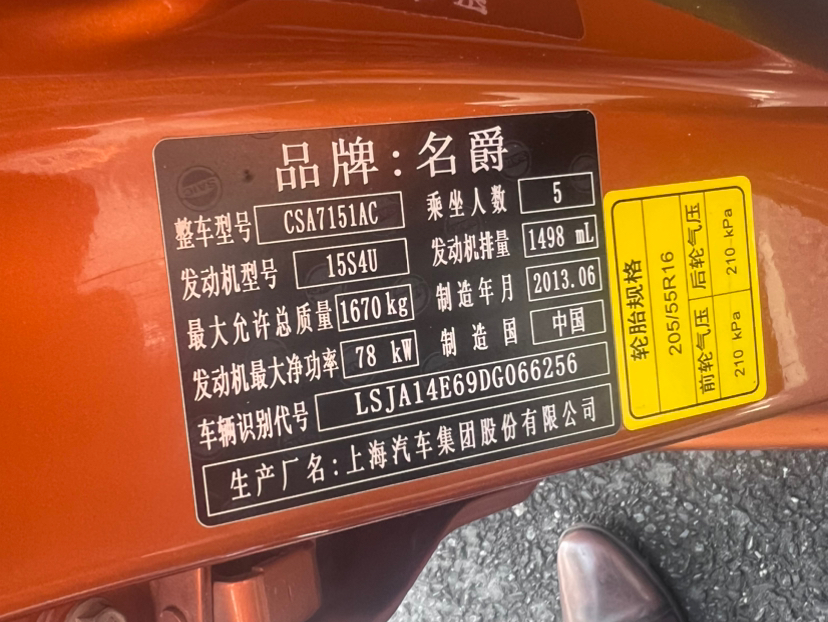 品牌：名爵
整车型号 CSA7151AC 乘坐人数 5
发动机型号 15S4U 发动机排量 1498 mL
最大允许总质量 1670 kg 制造年月 2013.06
发动机最大净功率 78 kW 制造国 中国
车辆识别代号 LSJA14E69DG066256
生产厂名：上海汽车集团股份有限公司
轮胎规格
205/55R16
前轮气压 后轮气压
210 kPa 210 kPa